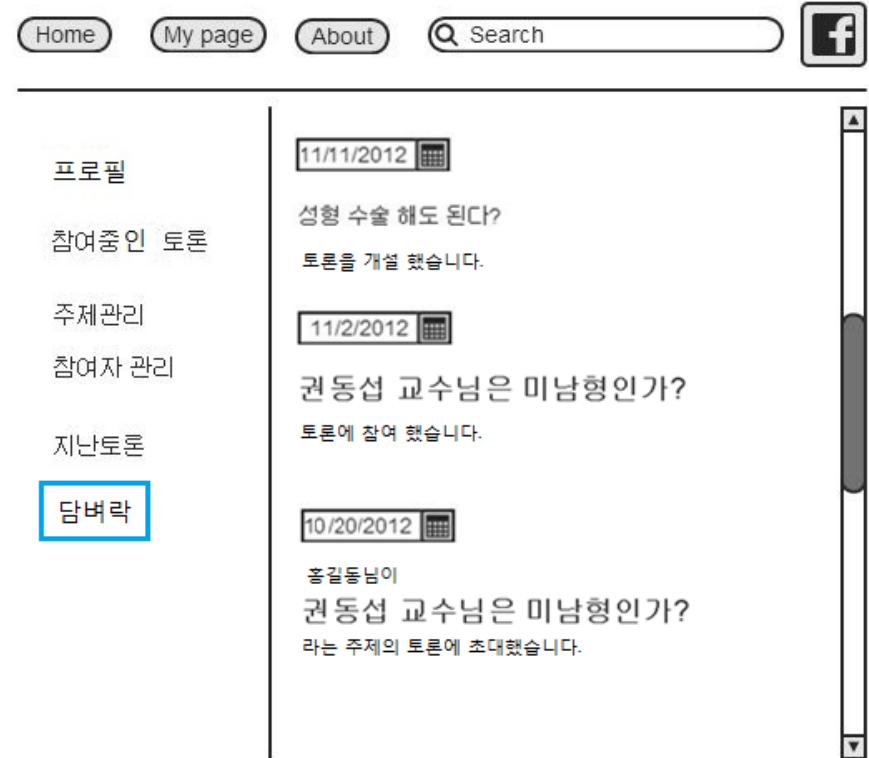 Home My page About Search
프로필
참여중인 토론
주제관리
참여자 관리
지난토론
담벼락
11/11/2012
성형 수술 해도 된다?
토론을 개설 했습니다.
11/2/2012
권동섭 교수님은 미남형인가?
토론에 참여 했습니다.
10/20/2012
홍길동님이
권동섭 교수님은 미남형인가?
라는 주제의 토론에 초대했습니다.